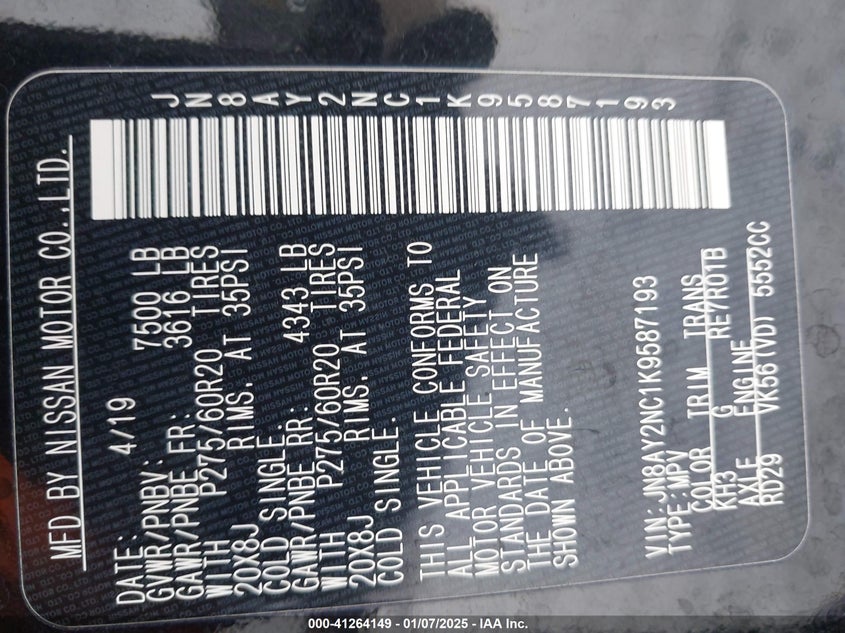 MFD BY NISSAN MOTOR CO.,LTD.
JN8AY2NC1K9587193
DATE: 4/19
GVWR/PNBV: 7500 LB
GAWR/PNBE FR: 3616 LB
WITH P275/60R20 TIRES
20X8J RIMS. AT 35PSI
COLD SINGLE.
GAWR/PNBE RR: 4343 LB
WITH P275/60R20 TIRES
20X8J RIMS. AT 35PSI
COLD SINGLE.
THIS VEHICLE CONFORMS TO
ALL APPLICABLE FEDERAL
MOTOR VEHICLE SAFETY
STANDARDS IN EFFECT ON
THE DATE OF MANUFACTURE
SHOWN ABOVE.
VIN:JN8AY2NC1K9587193
TYPE:MPV
COLOR TRIM TRANS
KH3 G RE7R01B
AXLE ENGINE
RD29 VK56(VD) 5552CC
000-41264149 - 01/07/2025 - IAA Inc.